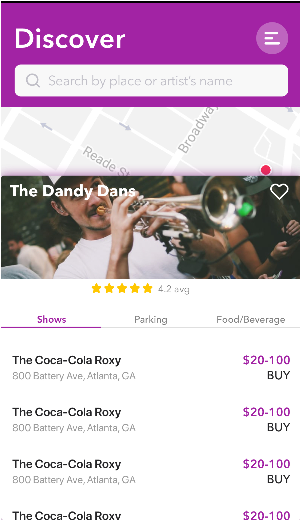 Discover
Search by place or artist's name
Broadway
Reade St
The Dandy Dans
4.2 avg
Shows Parking Food/Beverage
The Coca-Cola Roxy $20-100
800 Battery Ave, Atlanta, GA BUY
The Coca-Cola Roxy $20-100
800 Battery Ave, Atlanta, GA BUY
The Coca-Cola Roxy $20-100
800 Battery Ave, Atlanta, GA BUY
The Coca-Cola Roxy $20-100